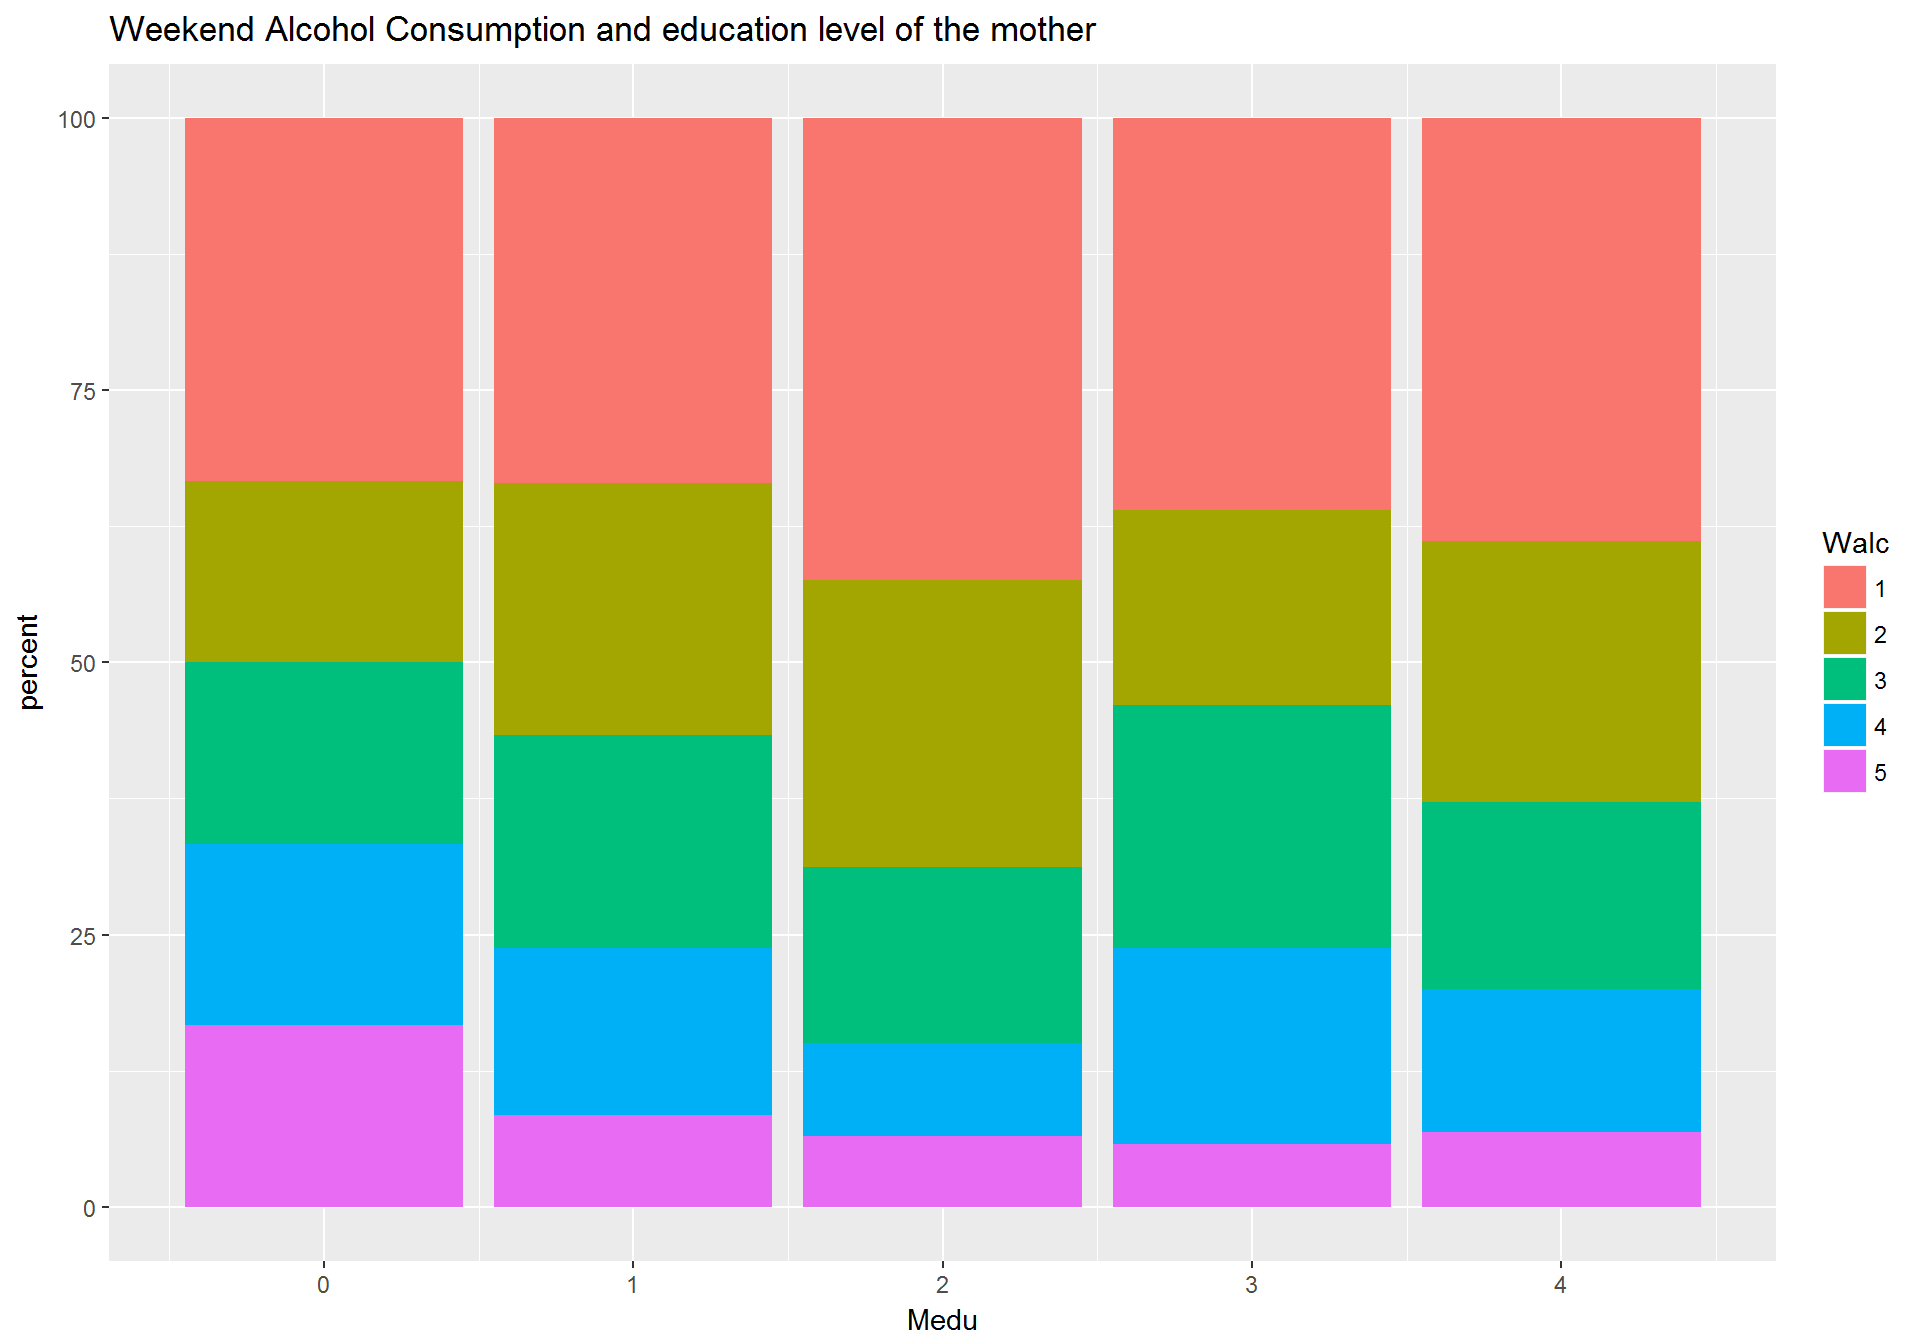 Weekend Alcohol Consumption and education level of the mother
percent
100
75
50
25
0
0 1 2 3 4
Medu
Walc
1
2
3
4
5